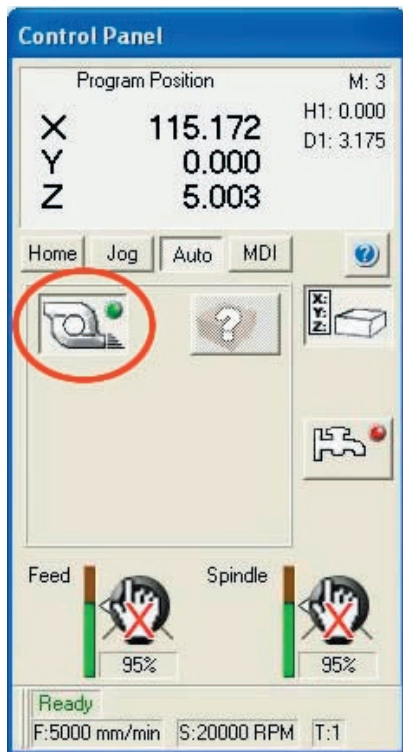 Control Panel
Program Position M: 3
X 115.172 H1: 0.000
Y 0.000 D1: 3.175
Z 5.003
Home Jog Auto MDI ?
? X:
Y:
Z:
Feed Spindle
95% 95%
Ready
F:5000 mm/min S:20000 RPM T:1